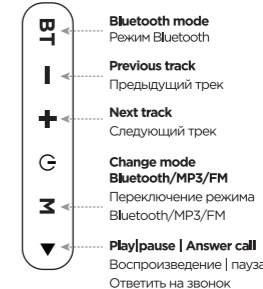 BT
Bluetooth mode
Режим Bluetooth
Previous track
Предыдущий трек
Next track
Следующий трек
Change mode
Bluetooth/MP3/FM
M
Переключение режима
Bluetooth/MP3/FM
Play|pause | Answer call
Воспроизведение | пауза
Ответить на звонок